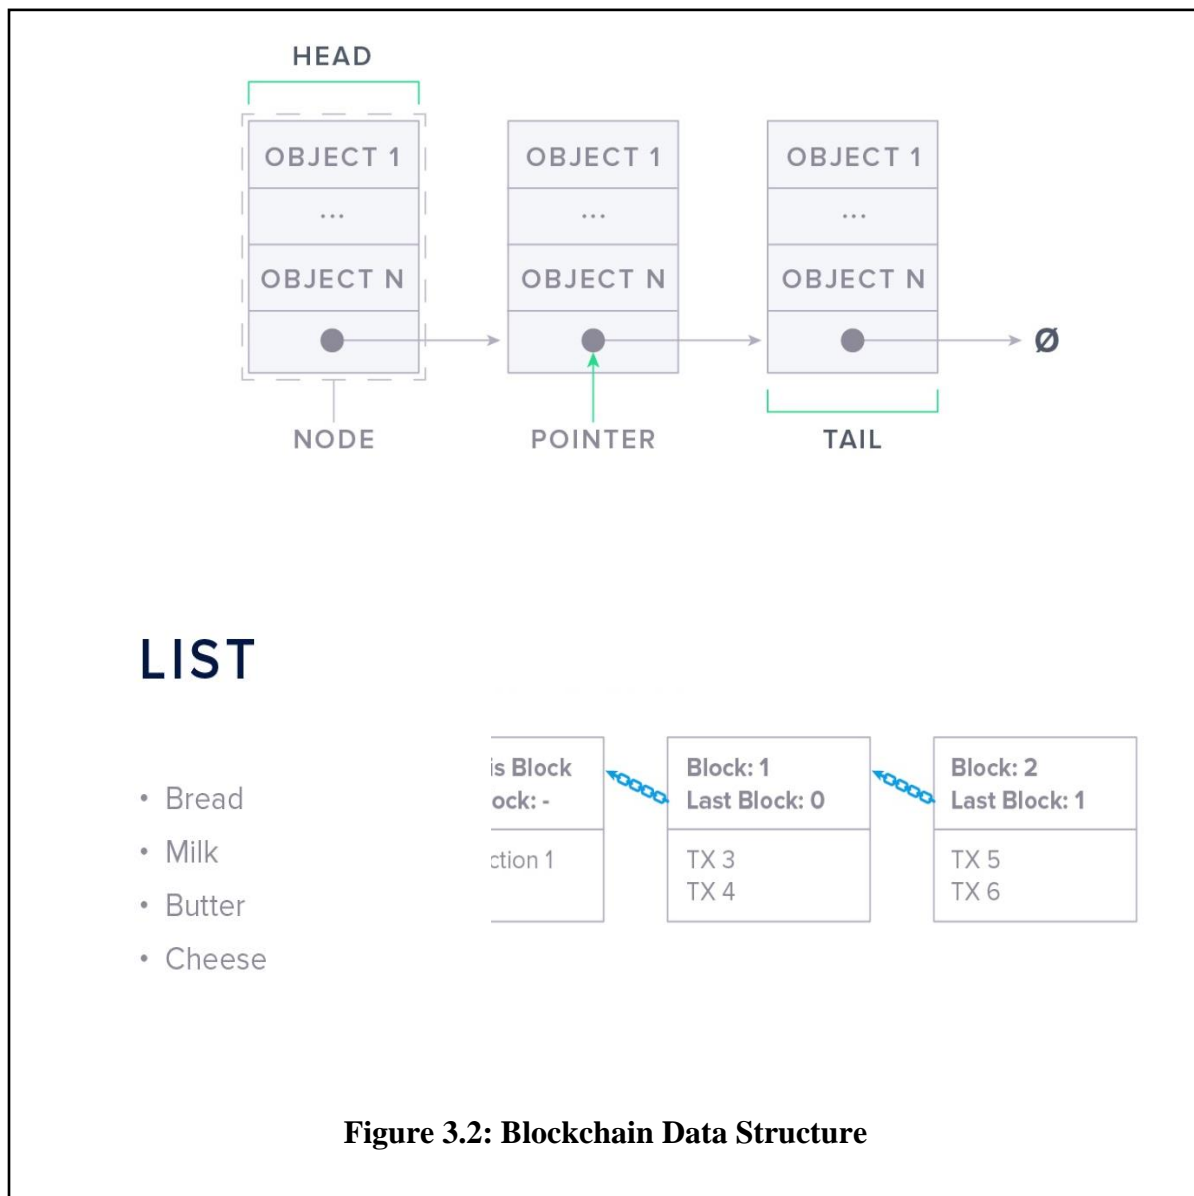 HEAD
OBJECT 1
...
OBJECT N
OBJECT 1
...
OBJECT N
OBJECT 1
...
OBJECT N
Ø
NODE
POINTER
TAIL
LIST
• Bread
• Milk
• Butter
• Cheese
is Block
ock: -
ction 1
Block: 1
Last Block: 0
TX 3
TX 4
Block: 2
Last Block: 1
TX 5
TX 6
Figure 3.2: Blockchain Data Structure